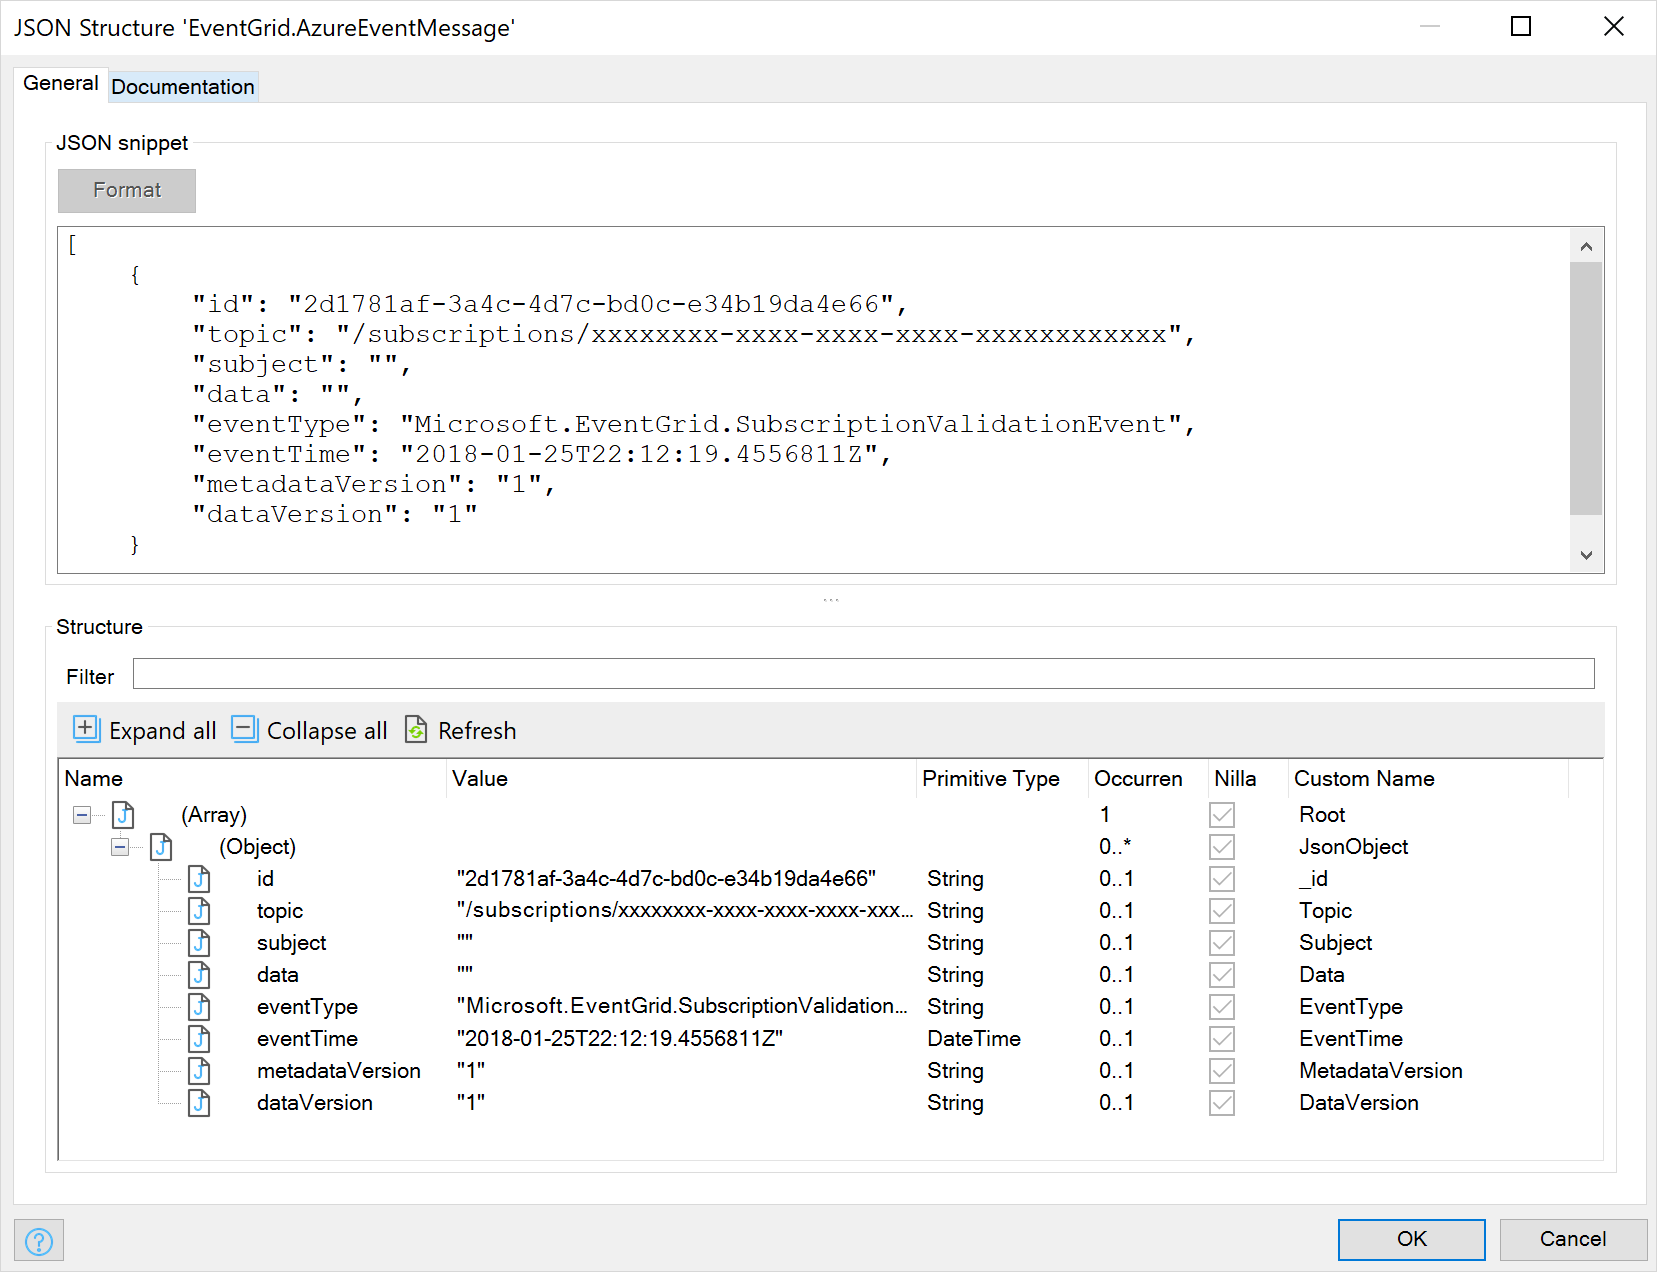 JSON Structure 'EventGrid.AzureEventMessage'
General Documentation
JSON snippet
Format
[
{
"id": "2d1781af-3a4c-4d7c-bd0c-e34b19da4e66",
"topic": "/subscriptions/xxxxxxxx-xxxx-xxxx-xxxx-xxxxxxxxxxxx",
"subject": "",
"data": "",
"eventType": "Microsoft.EventGrid.SubscriptionValidationEvent",
"eventTime": "2018-01-25T22:12:19.4556811Z",
"metadataVersion": "1",
"dataVersion": "1"
}
...
Structure
Filter
Expand all Collapse all Refresh
Name Value Primitive Type Occurren Nilla Custom Name
(Array) 1 Root
(Object) 0..* JsonObject
id "2d1781af-3a4c-4d7c-bd0c-e34b19da4e66" String 0..1 _id
topic "/subscriptions/xxxxxxxx-xxxx-xxxx-xxxx-xxx... String 0..1 Topic
subject "" String 0..1 Subject
data "" String 0..1 Data
eventType "Microsoft.EventGrid.SubscriptionValidation... String 0..1 EventType
eventTime "2018-01-25T22:12:19.4556811Z" DateTime 0..1 EventTime
metadataVersion "1" String 0..1 MetadataVersion
dataVersion "1" String 0..1 DataVersion
? OK Cancel